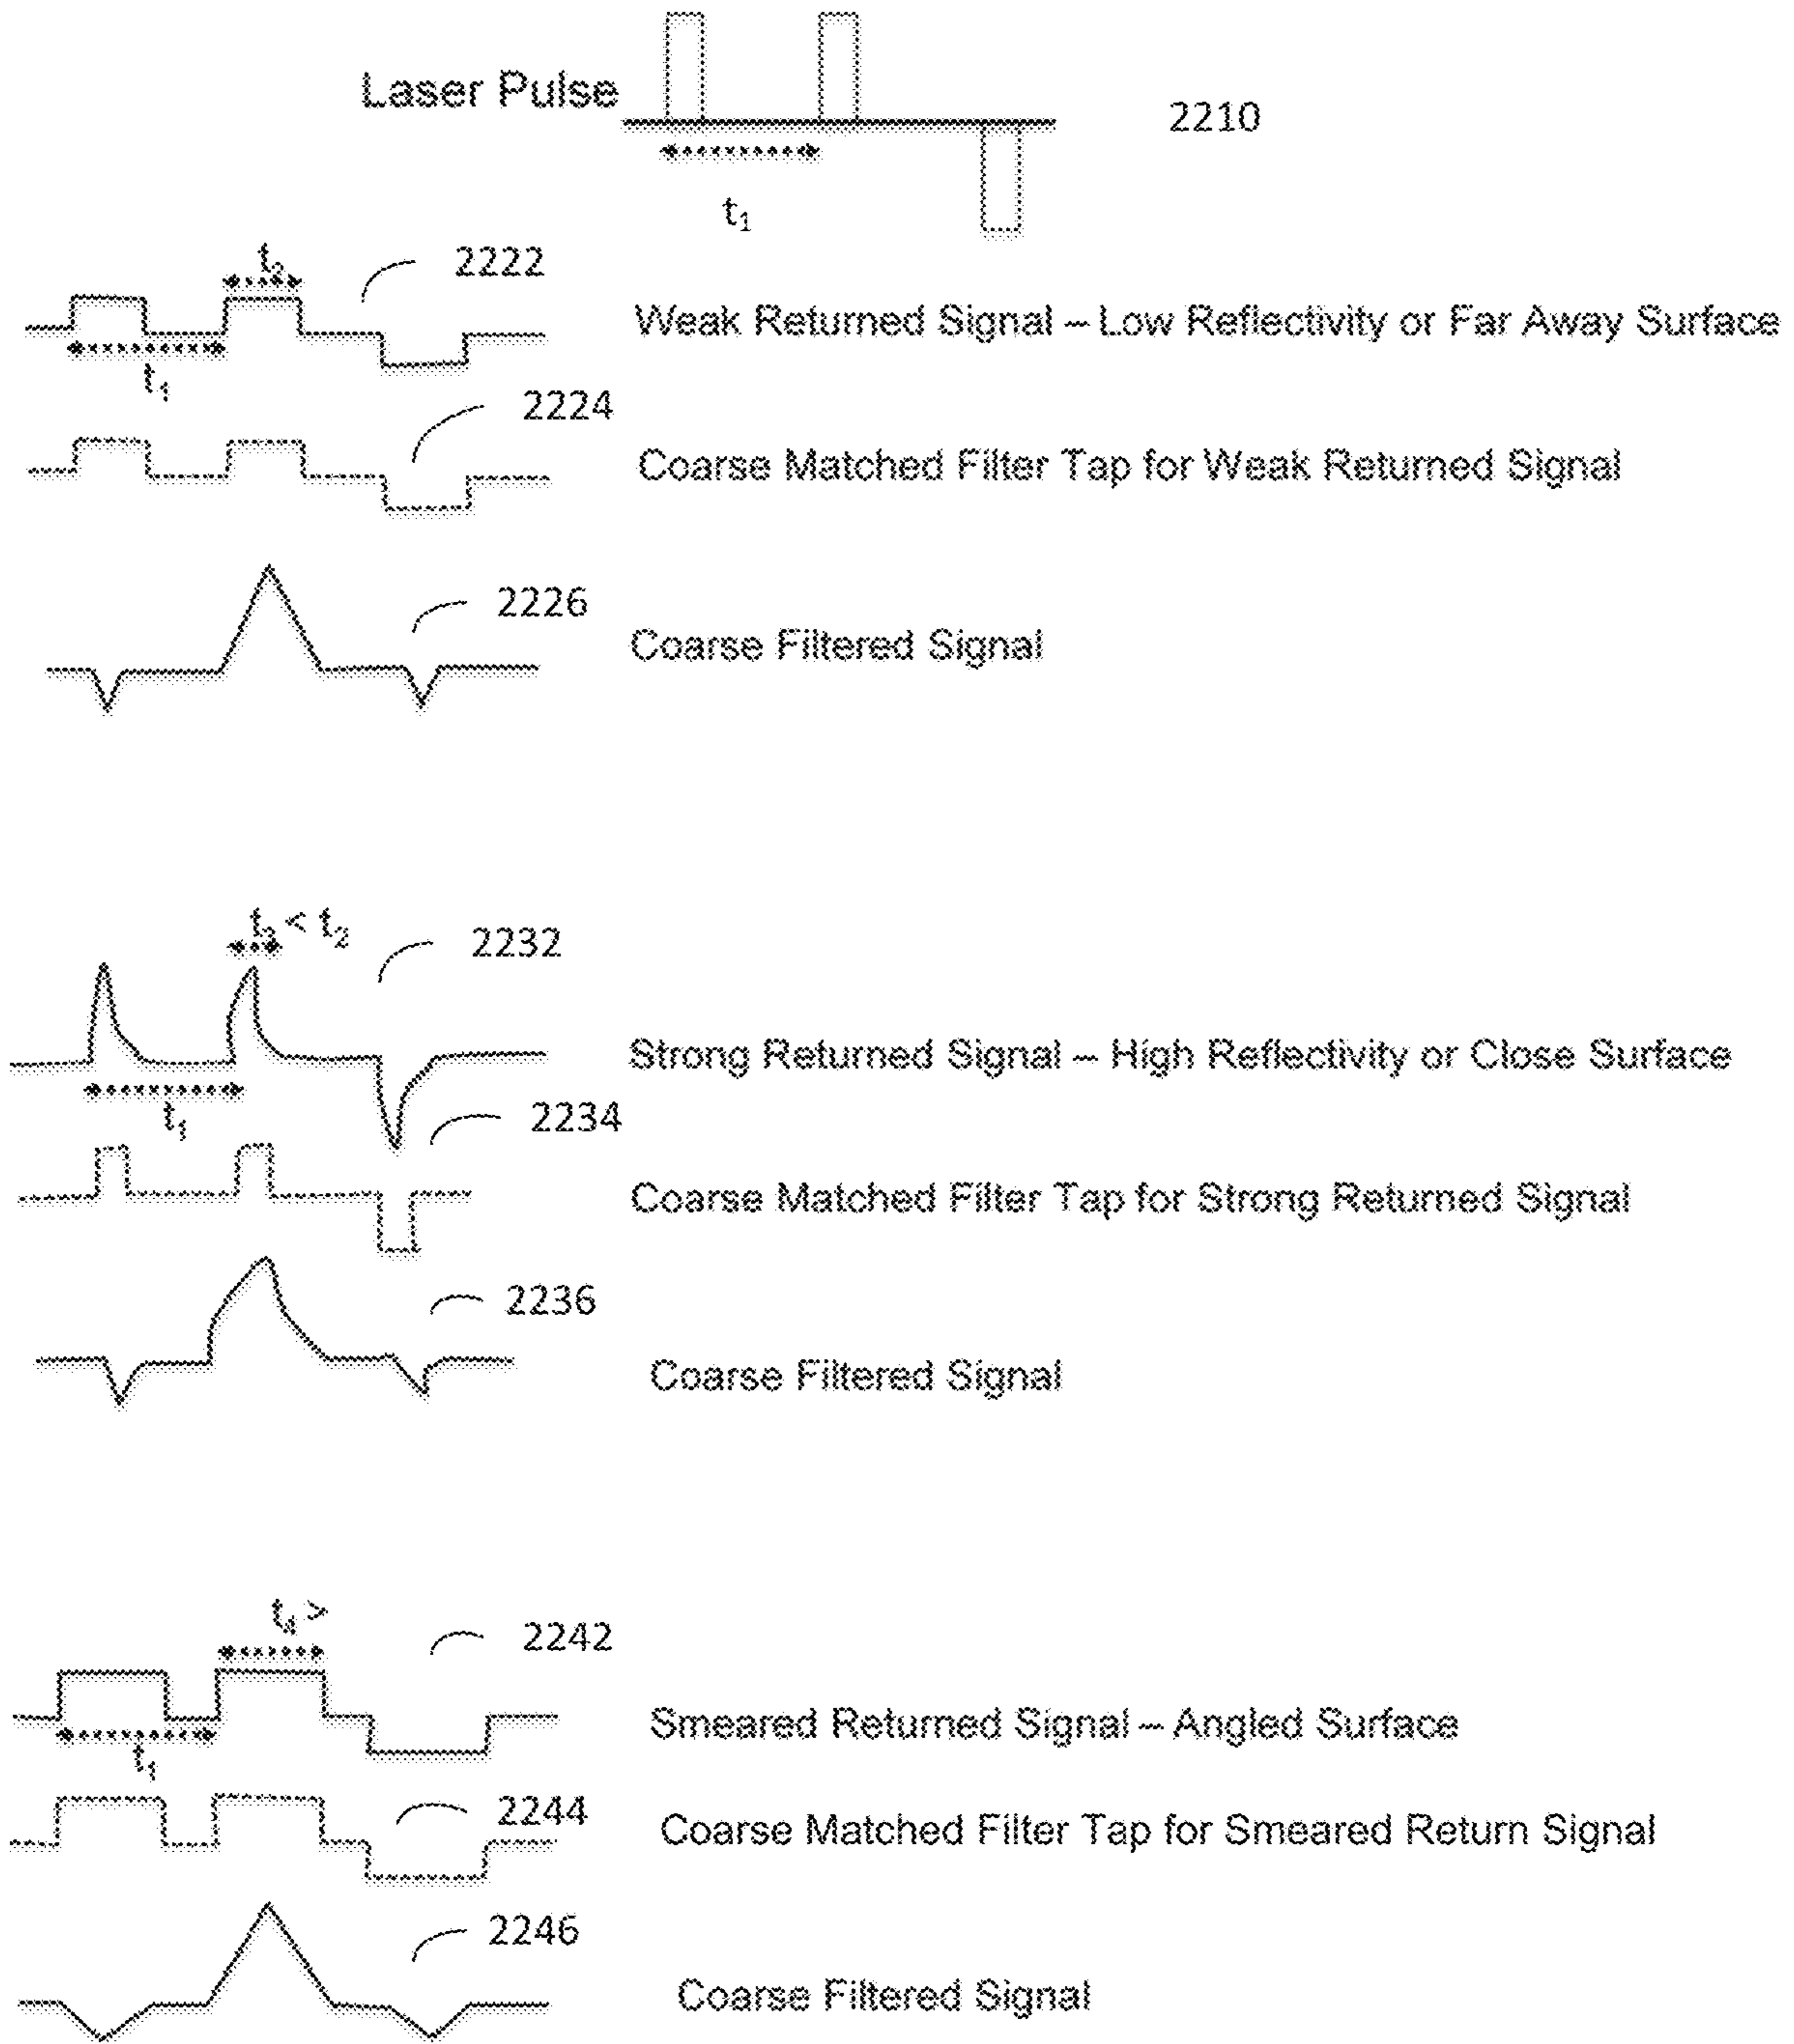 Laser Pulse
2210
t₁
t₂
2222
Weak Returned Signal – Low Reflectivity or Far Away Surface
t₁
2224
Coarse Matched Filter Tap for Weak Returned Signal
2226
Coarse Filtered Signal
t₃ < t₂
2232
Strong Returned Signal – High Reflectivity or Close Surface
t₁
2234
Coarse Matched Filter Tap for Strong Returned Signal
2236
Coarse Filtered Signal
t₄ >
2242
Smeared Returned Signal – Angled Surface
t₁
2244
Coarse Matched Filter Tap for Smeared Return Signal
2246
Coarse Filtered Signal